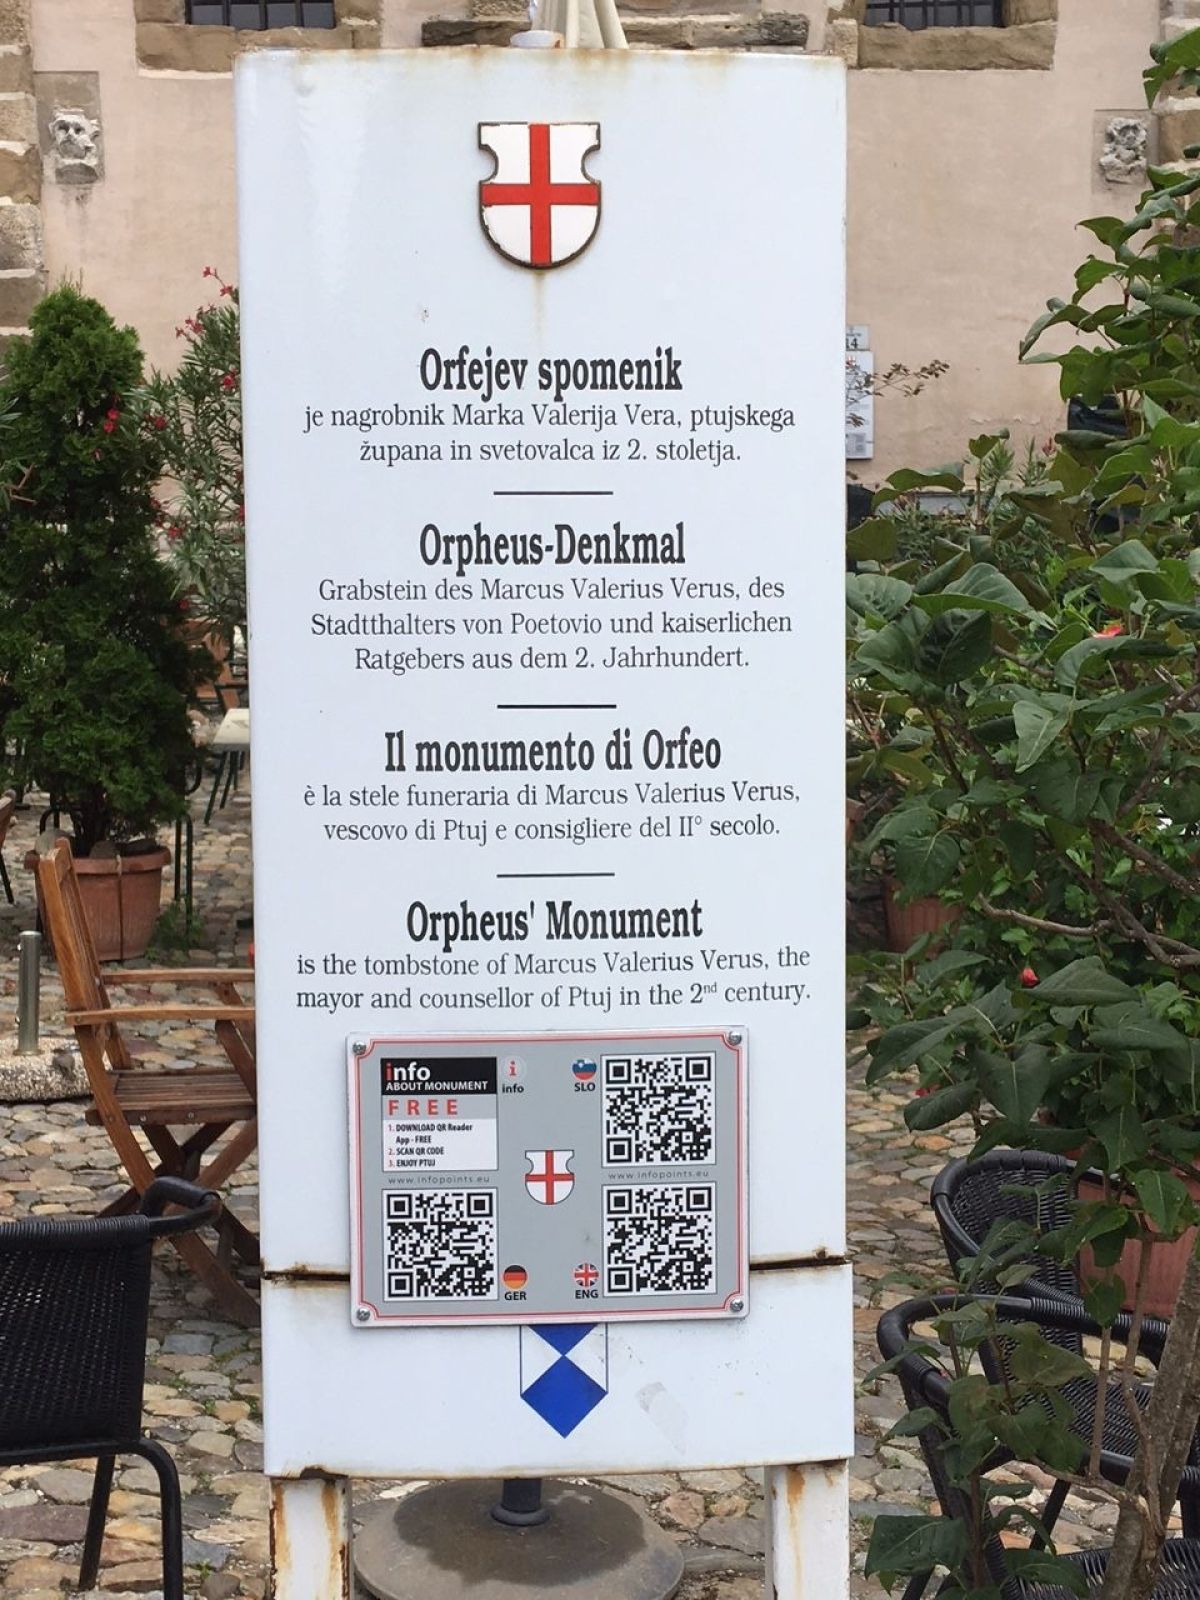 Orfejev spomenik
je nagrobnik Marka Valerija Vera, ptujskega
župana in svetovalca iz 2. stoletja.
Orpheus-Denkmal
Grabstein des Marcus Valerius Verus, des
Stadtthalters von Poetovio und kaiserlichen
Ratgebers aus dem 2. Jahrhundert.
Il monumento di Orfeo
è la stele funeraria di Marcus Valerius Verus,
vescovo di Ptuj e consigliere del II° secolo.
Orpheus' Monument
is the tombstone of Marcus Valerius Verus, the
mayor and counsellor of Ptuj in the 2nd century.
info
ABOUT MONUMENT
FREE
1. DOWNLOAD QR Reader
App - FREE
2. SCAN QR CODE
3. ENJOY PTUJ
www.infopoints.eu
i
info
SLO
www.infopoints.eu
GER
ENG